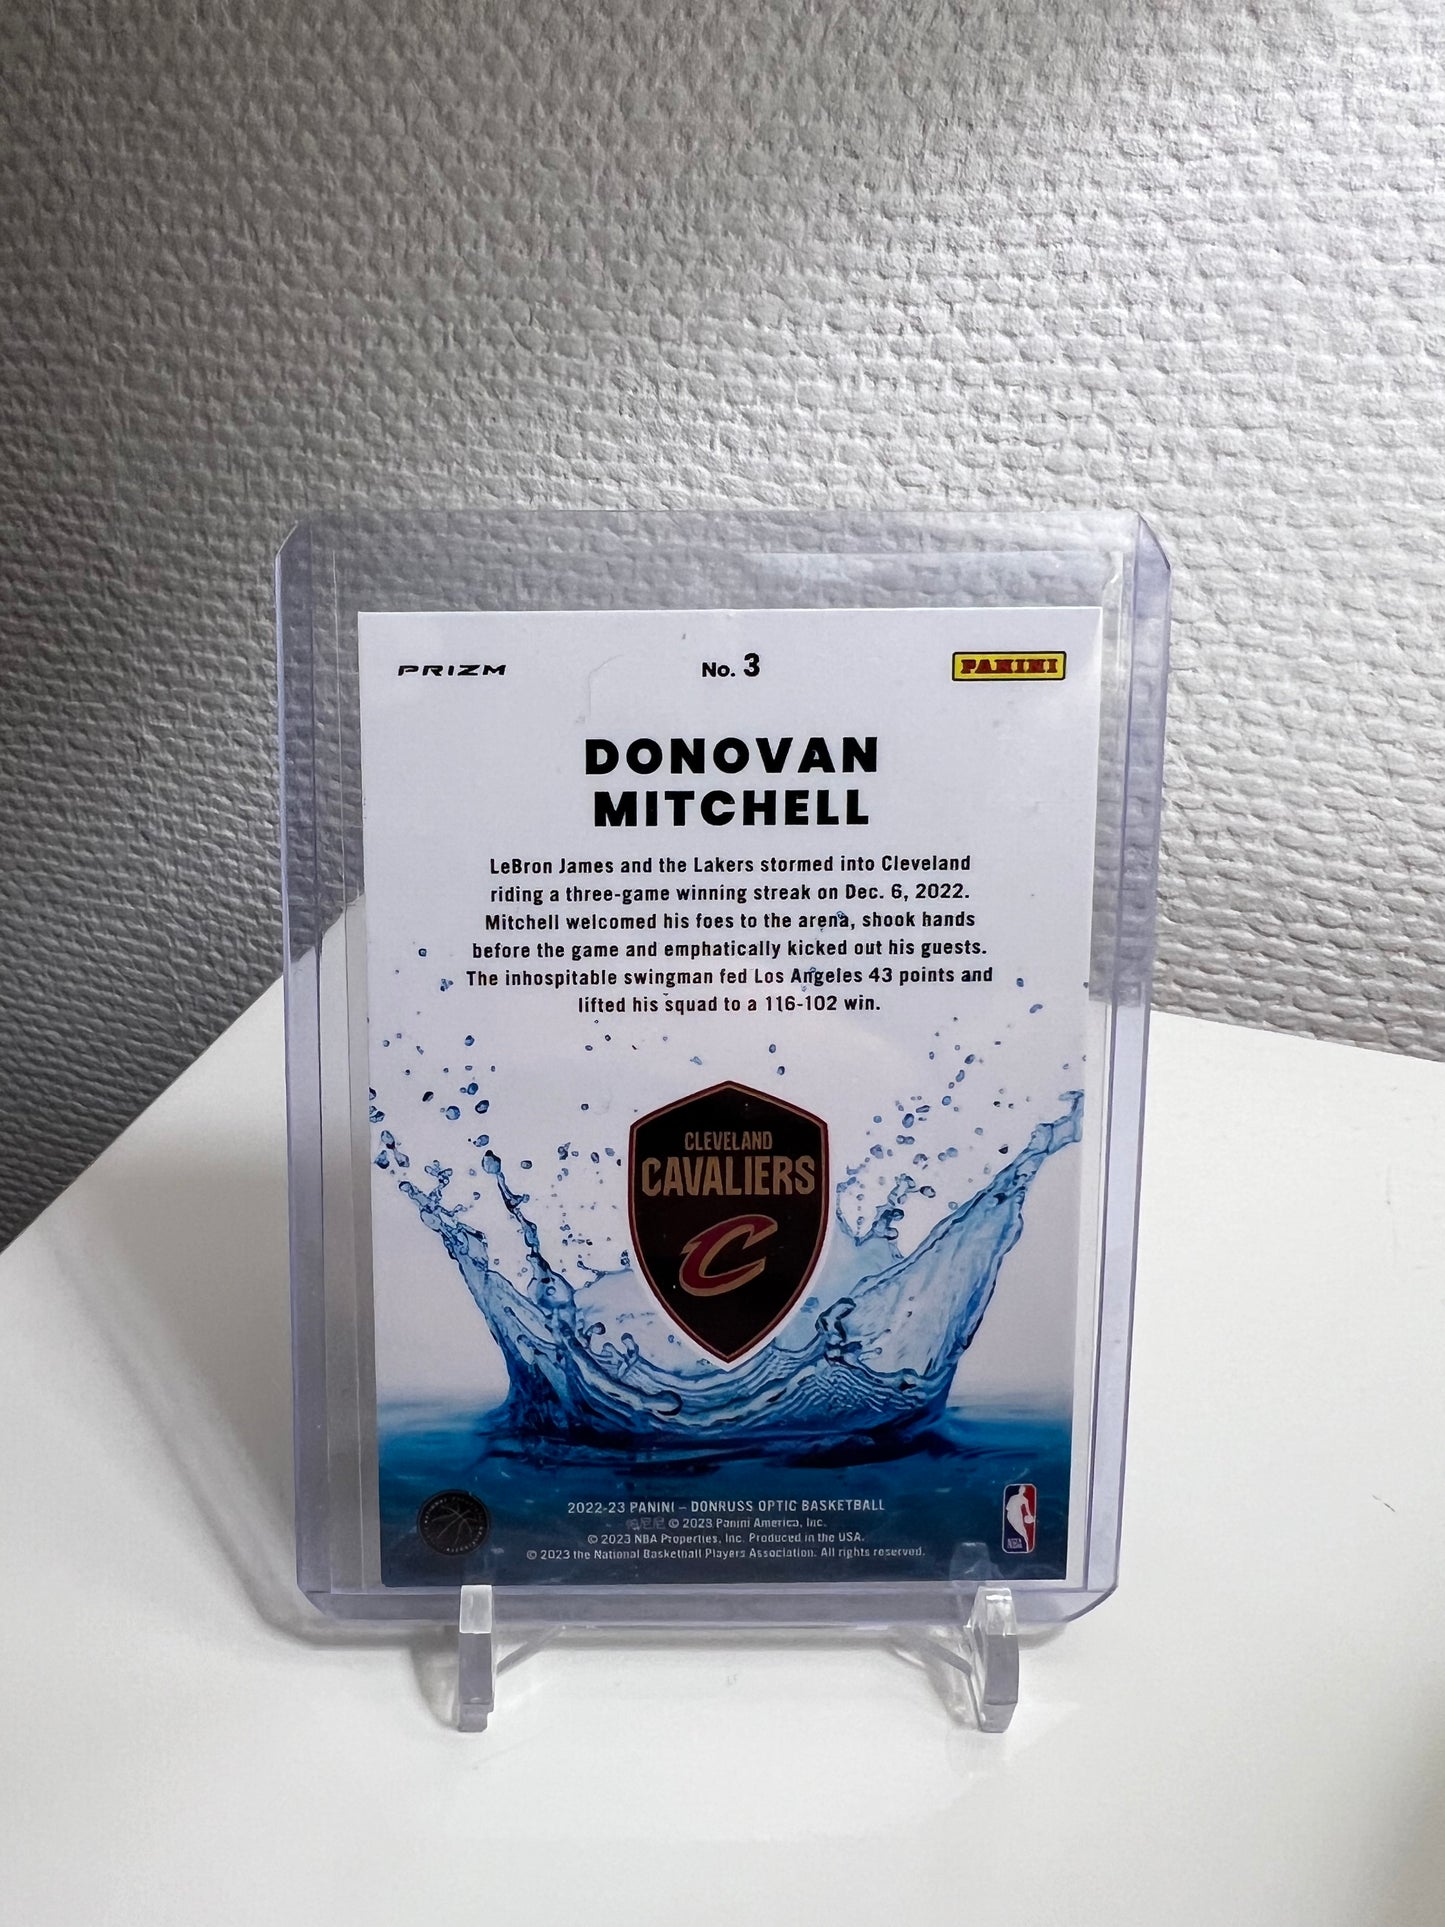 PRIZM
No. 3
PANINI
DONOVAN
MITCHELL
LeBron James and the Lakers stormed into Cleveland
riding a three-game winning streak on Dec. 6, 2022.
Mitchell welcomed his foes to the arena, shook hands
before the game and emphatically kicked out his guests.
The inhospitable swingman fed Los Angeles 43 points and
lifted his squad to a 116-102 win.
CLEVELAND
CAVALIERS
C
2022-23 PANINI – DONRUSS OPTIC BASKETBALL
© 2023 Panini America, Inc.
© 2023 NBA Properties, Inc. Produced in the USA.
© 2023 the National Basketball Players Association. All rights reserved.